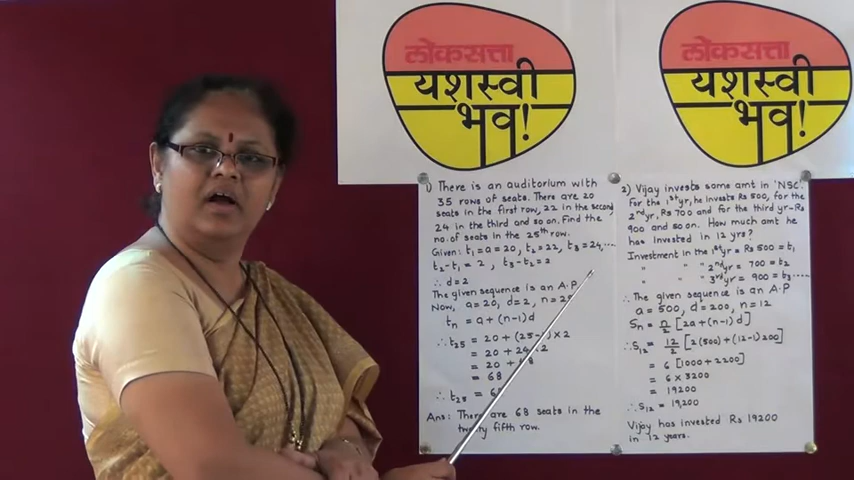 लोकसत्ता
यशस्वी
भव!
लोकसत्ता
यशस्वी
भव!
1) There is an auditorium with
35 rows of seats. There are 20
seats in the first row, 22 in the second,
24 in the third and so on. Find the
no. of seats in the 25th row.
Given: t₁ = a = 20, t₂ = 22, t₃ = 24,....
t₂-t₁ = 2 , t₃-t₂ = 2
∴ d = 2
The given sequence is an A.P
Now, a = 20, d = 2, n = 25
tn = a + (n-1)d
∴ t₂₅ = 20 + (25-1) x 2
= 20 + 24 x 2
= 20 + 48
= 68
∴ t₂₅ = 68
Ans: There are 68 seats in the
twenty fifth row.
2) Vijay invests some amt in 'NSC'.
For the 1st yr, he invests Rs 500, for the
2nd yr, Rs 700 and for the third yr - Rs
900 and so on. How much amt he
has invested in 12 yrs?
Investment in the 1st yr = Rs 500 = t₁
" " " 2nd yr = 700 = t₂
" " " 3rd yr = 900 = t₃.....
∴ The given sequence is an A.P
a = 500, d = 200, n = 12
Sn = n/2 [2a + (n-1) d]
∴ S₁₂ = 12/2 [2(500) + (12-1) 200]
= 6 [1000 + 2200]
= 6 x 3200
= 19200
∴ S₁₂ = 19,200
Vijay has invested Rs 19200
in 12 years.